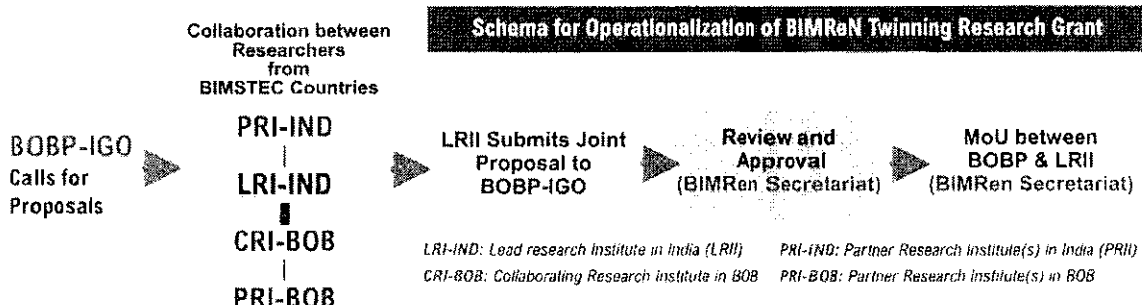 Schema for Operationalization of BIMReN Twinning Research Grant
Collaboration between
Researchers
from
BIMSTEC Countries
BOBP-IGO
Calls for
Proposals
PRI-IND
LRI-IND
CRI-BOB
PRI-BOB
LRII Submits Joint
Proposal to
BOBP-IGO
Review and
Approval
(BIMRen Secretariat)
MoU between
BOBP & LRII
(BIMRen Secretariat)
LRI-IND: Lead research Institute in India (LRII)
PRI-IND: Partner Research Institute(s) in India (PRII)
CRI-BOB: Collaborating Research Institute in BOB
PRI-BOB: Partner Research Institute(s) in BOB